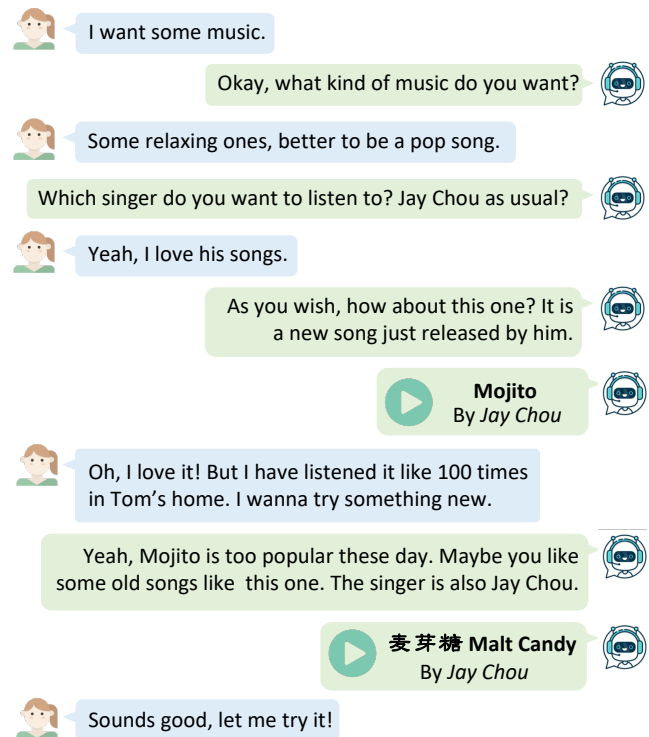 I want some music.
Okay, what kind of music do you want?
Some relaxing ones, better to be a pop song.
Which singer do you want to listen to? Jay Chou as usual?
Yeah, I love his songs.
As you wish, how about this one? It is
a new song just released by him.
Mojito
By Jay Chou
Oh, I love it! But I have listened it like 100 times
in Tom's home. I wanna try something new.
Yeah, Mojito is too popular these day. Maybe you like
some old songs like this one. The singer is also Jay Chou.
麦芽糖 Malt Candy
By Jay Chou
Sounds good, let me try it!